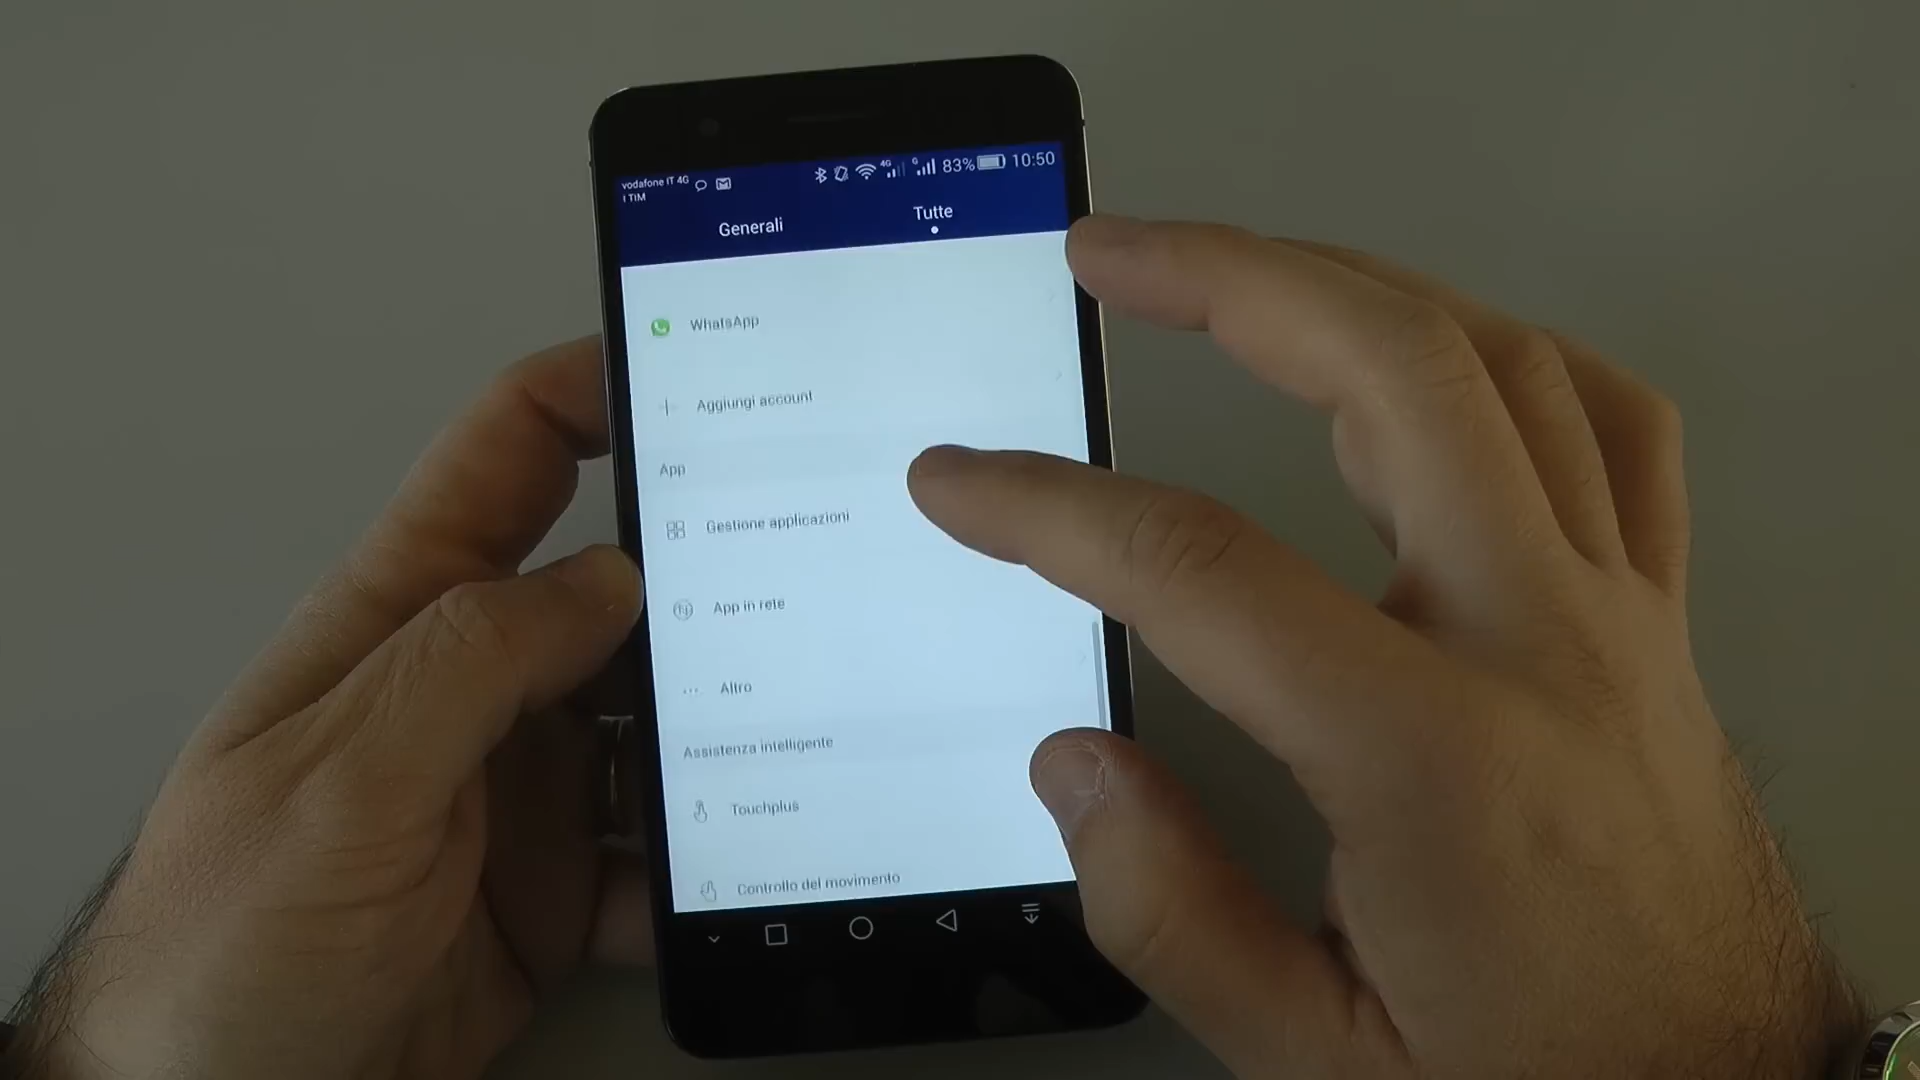 vodafone IT 4G
I TIM
4G
G
83%
10:50
Generali
Tutte
WhatsApp
Aggiungi account
App
Gestione applicazioni
App in rete
Altro
Assistenza intelligente
Touchplus
Controllo del movimento